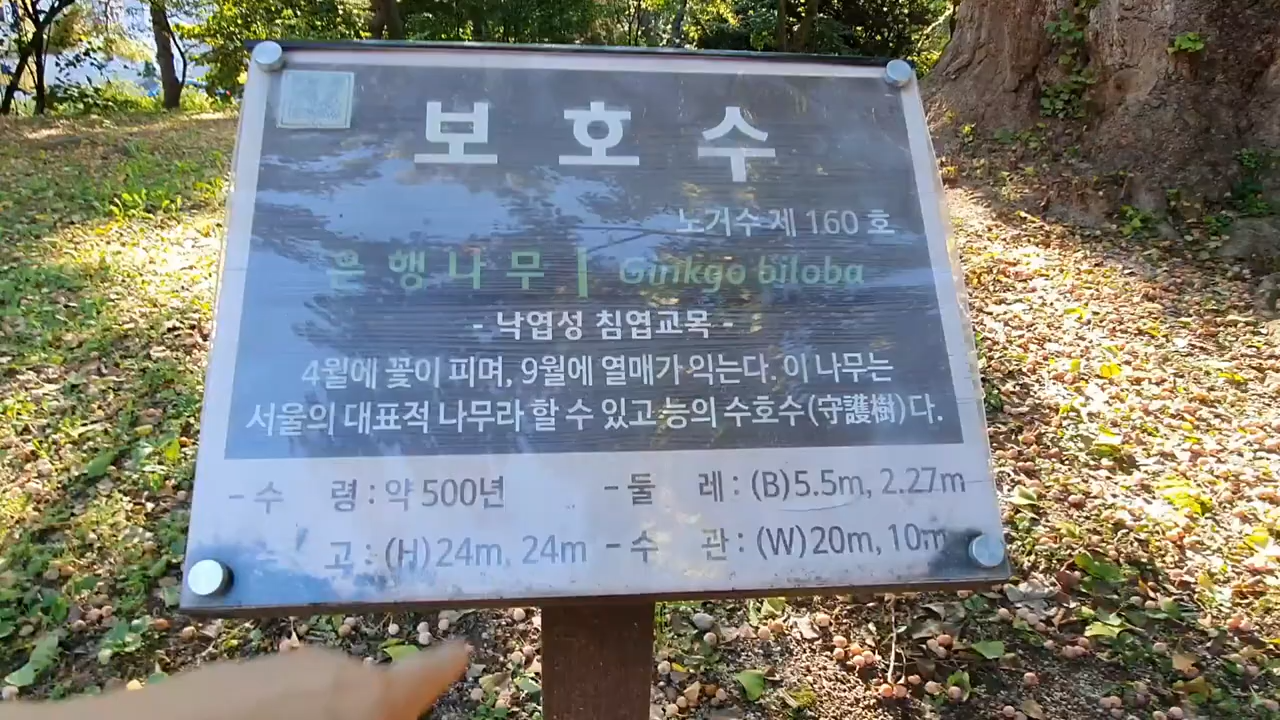 보호수
노거수 제 160 호
은행나무 | Ginkgo biloba
- 낙엽성 침엽교목 -
4월에 꽃이 피며, 9월에 열매가 익는다. 이 나무는
서울의 대표적 나무라 할 수 있고 능의 수호수(守護樹)다.
- 수 령 : 약 500년 - 둘 레 : (B)5.5m, 2.27m
고 : (H)24m, 24m - 수 관 : (W)20m, 10m